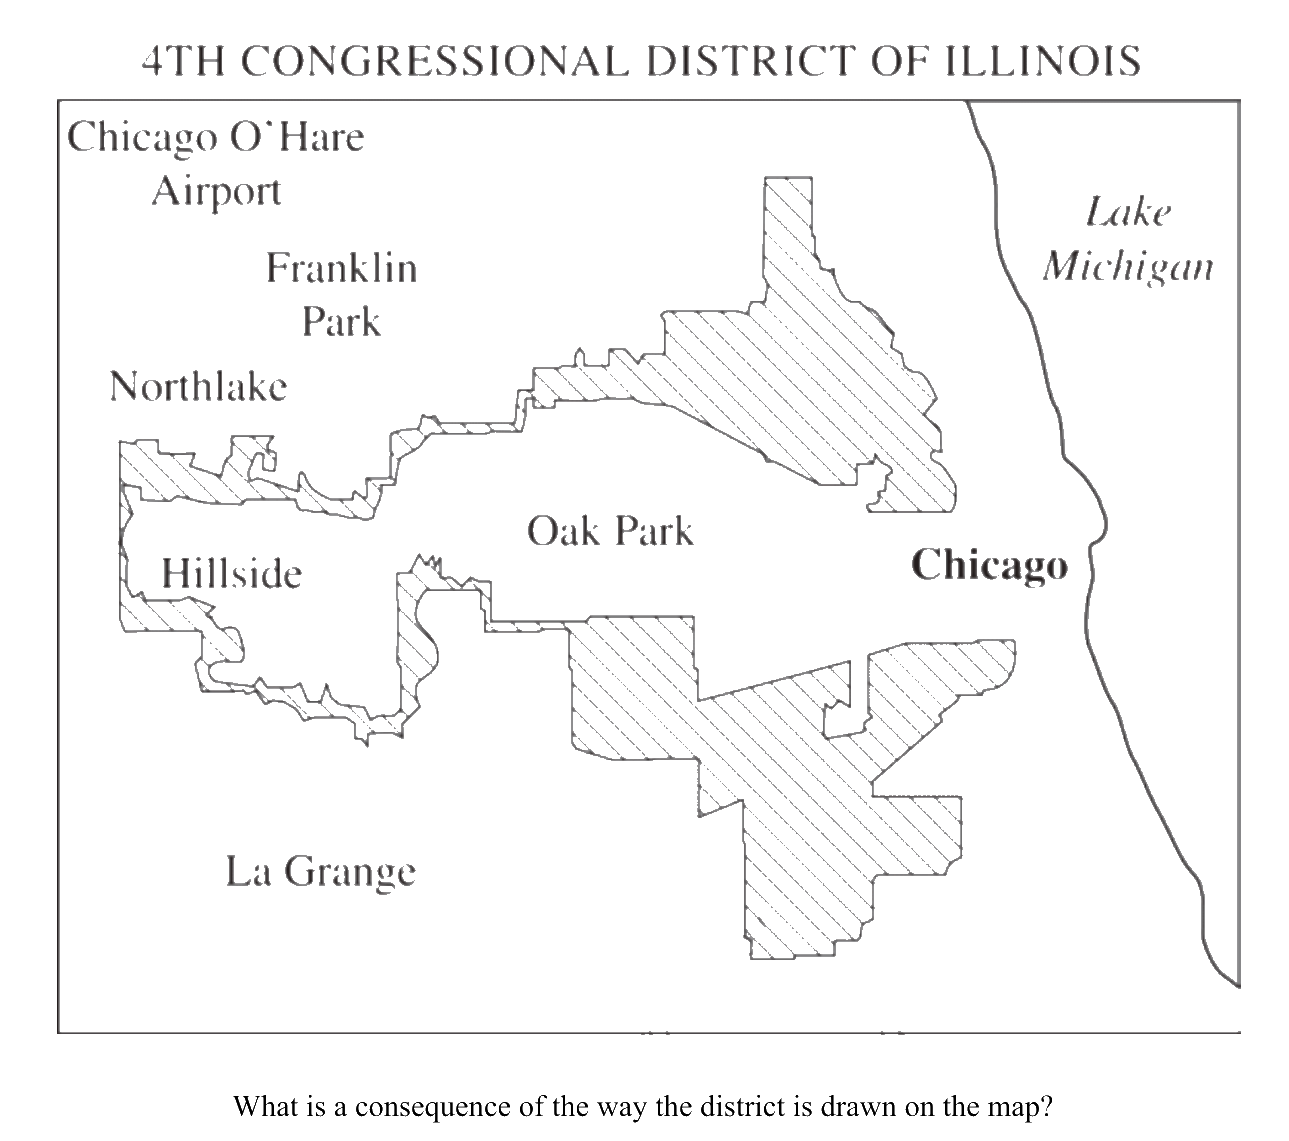 4TH CONGRESSIONAL DISTRICT OF ILLINOIS
Chicago O'Hare
Airport
Lake
Michigan
Franklin
Park
Northlake
Oak Park
Hillside
Chicago
La Grange
What is a consequence of the way the district is drawn on the map?